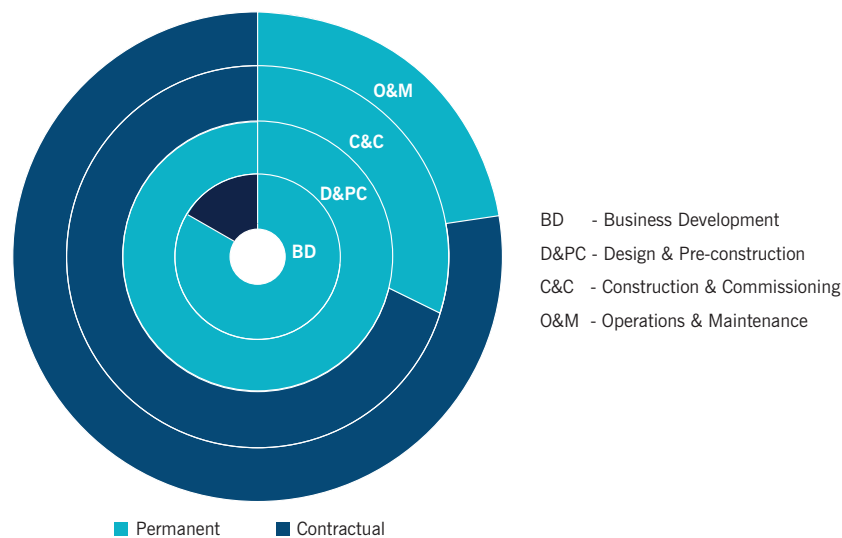 O&M
C&C
D&PC
BD
BD - Business Development
D&PC - Design & Pre-construction
C&C - Construction & Commissioning
O&M - Operations & Maintenance
Permanent Contractual